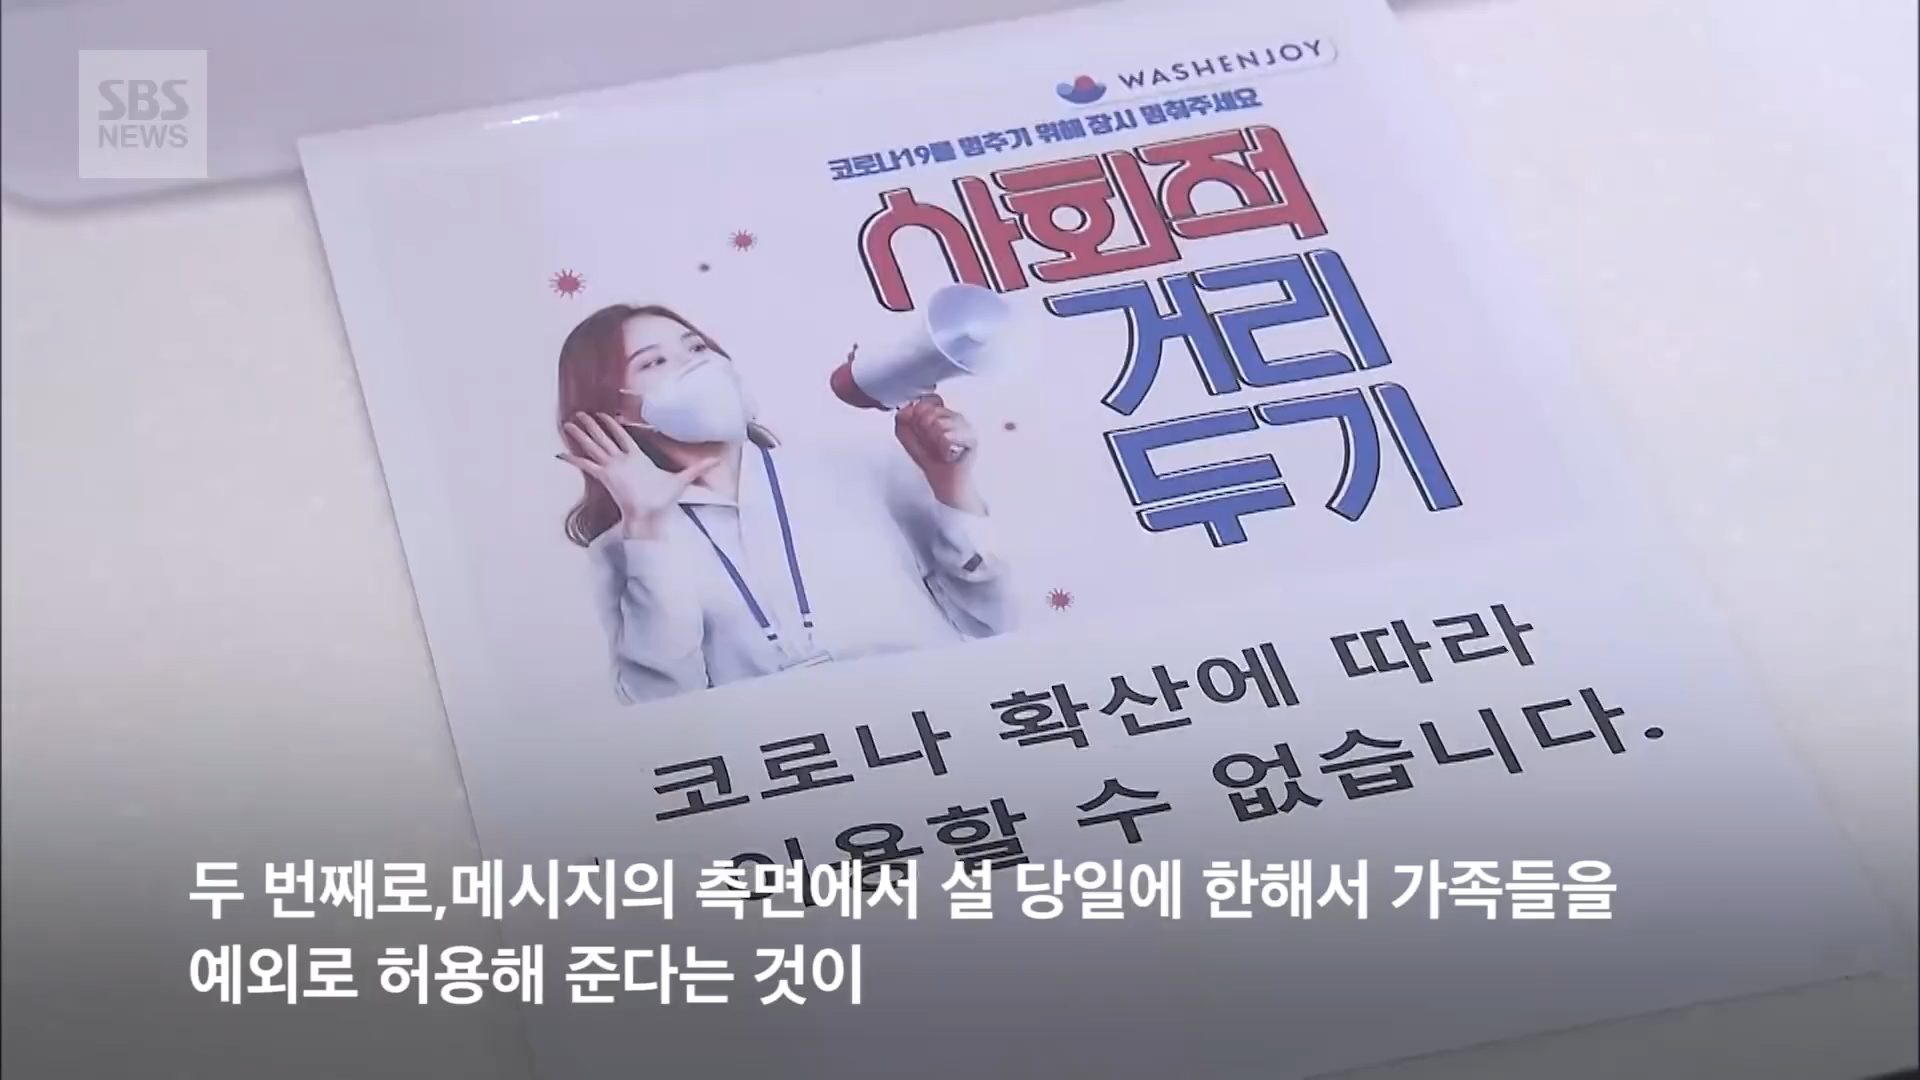 SBS
NEWS
WASHENJOY
코로나19를 멈추기 위해 잠시 멈춰주세요
사회적
거리
두기
코로나 확산에 따라
이용할 수 없습니다.
두 번째로,메시지의 측면에서 설 당일에 한해서 가족들을
예외로 허용해 준다는 것이